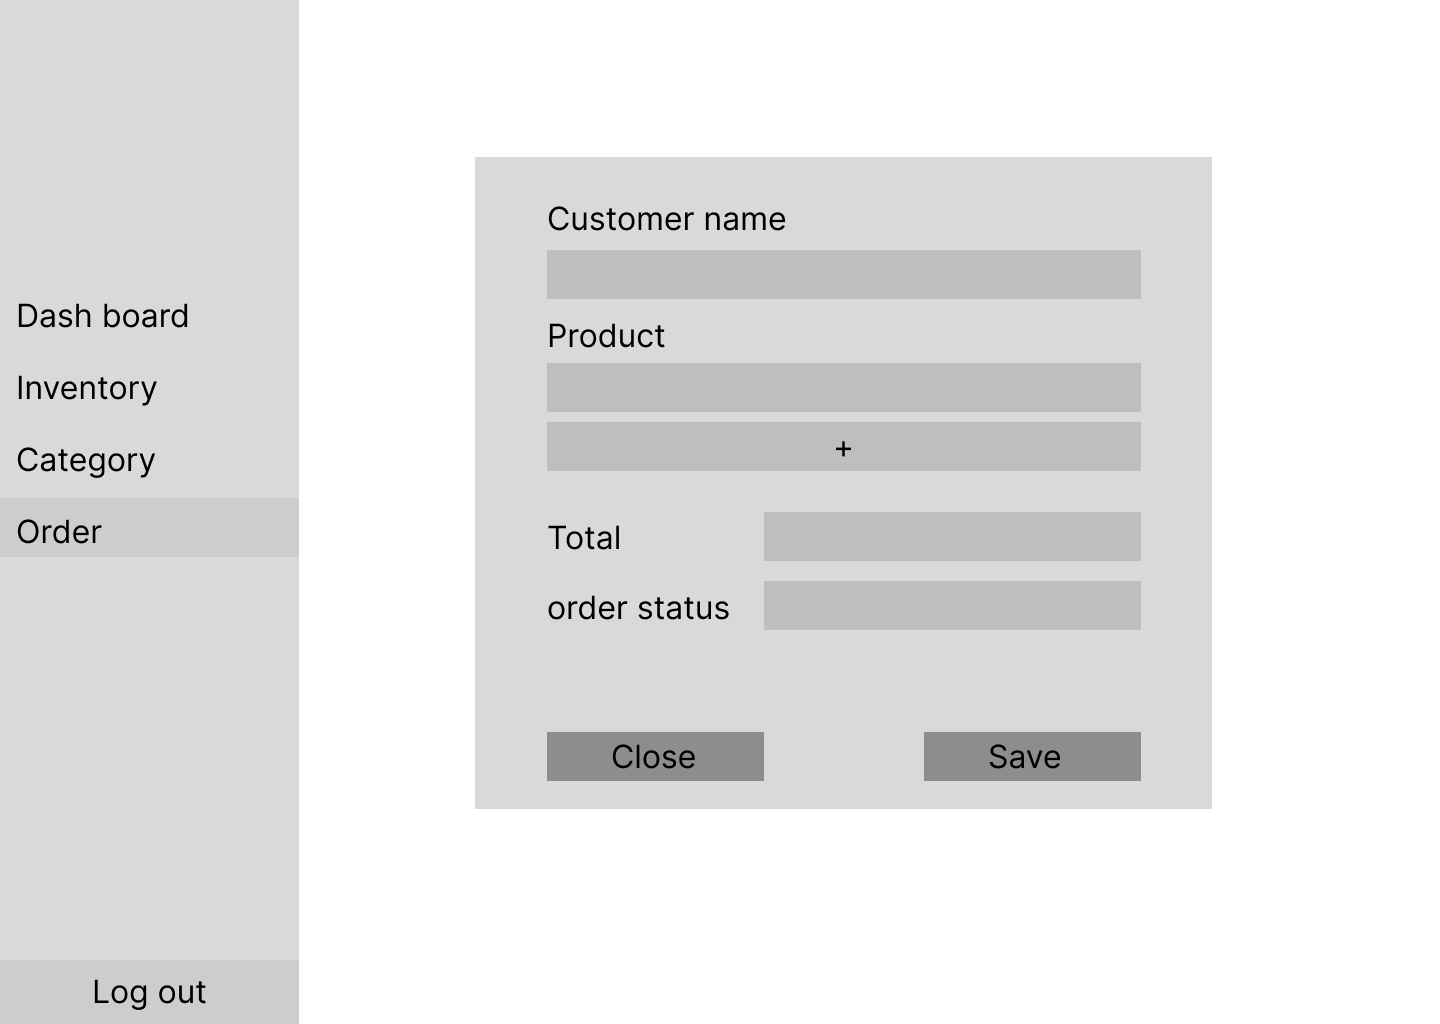 Dash board
Inventory
Category
Order
Log out
Customer name
Product
+
Total
order status
Close
Save